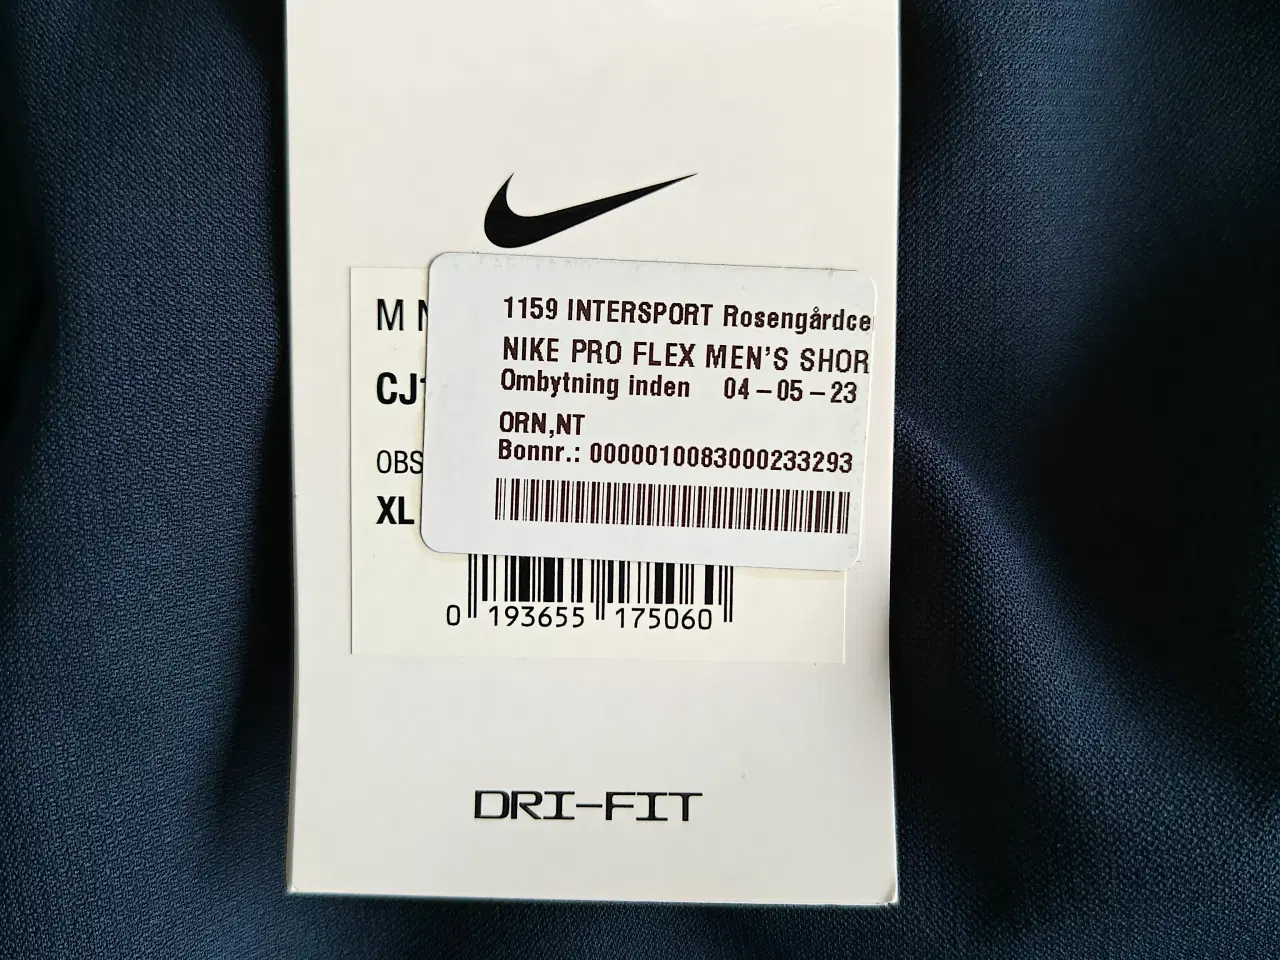 1159 INTERSPORT Rosengårdce
NIKE PRO FLEX MEN'S SHOR
Ombytning inden 04-05-23
ORN,NT
Bonnr.: 0000010083000233293
M N
CJ1
OBS
XL
0 193655 175060
DRI-FIT